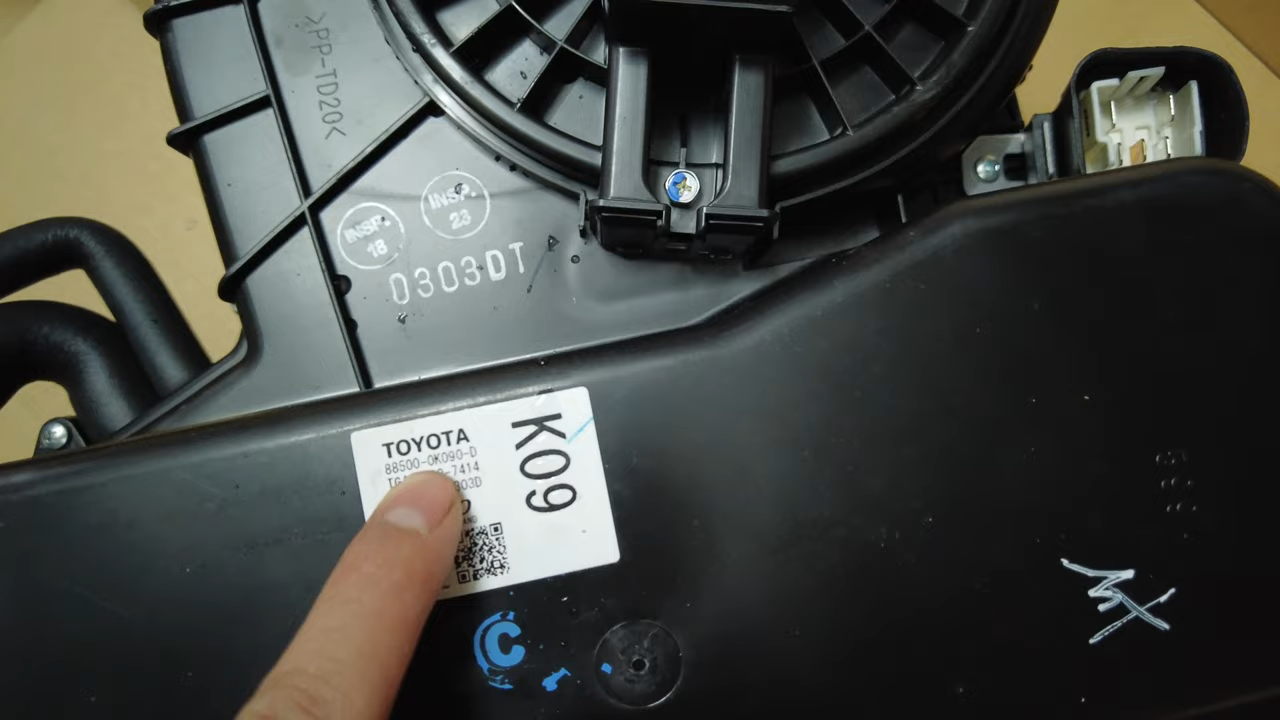 >PP-TD20<
INSP.
18
INSP.
23
0303DT
TOYOTA
88500-0K090-D
K09
C